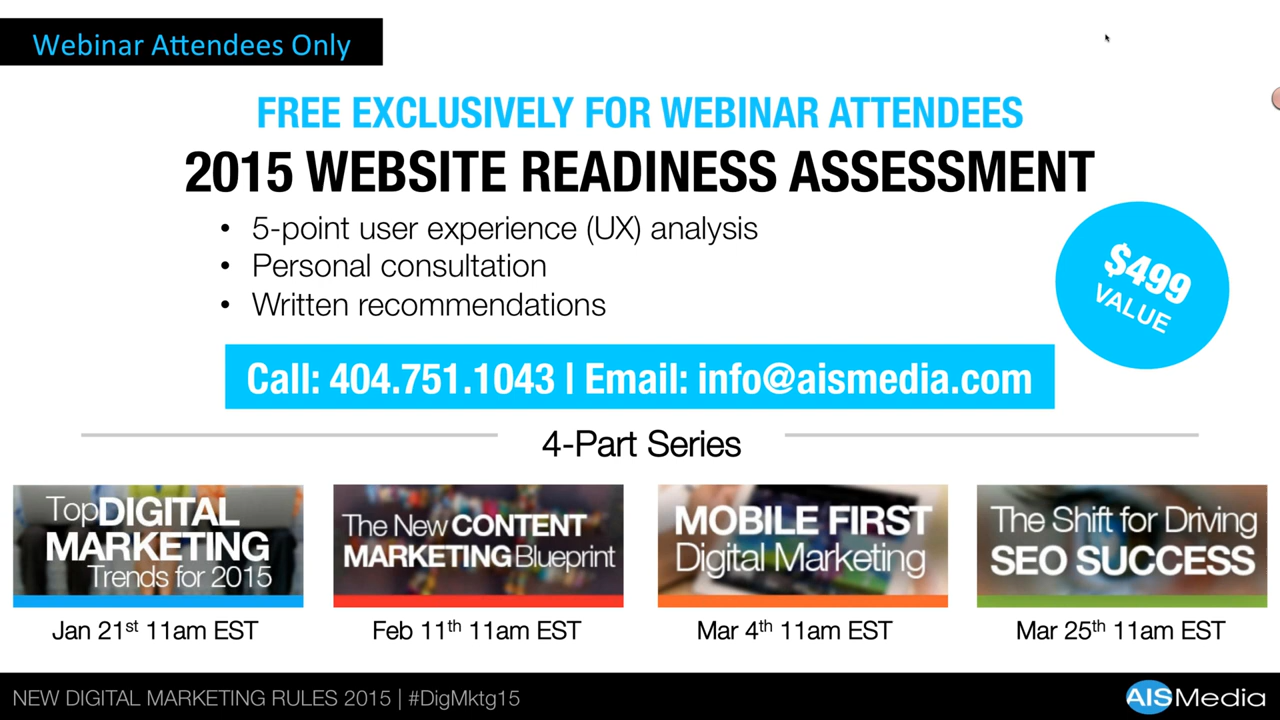 Webinar Attendees Only
FREE EXCLUSIVELY FOR WEBINAR ATTENDEES
2015 WEBSITE READINESS ASSESSMENT
• 5-point user experience (UX) analysis
• Personal consultation
• Written recommendations
$499
VALUE
Call: 404.751.1043 | Email: info@aismedia.com
4-Part Series
Top DIGITAL
MARKETING
Trends for 2015
Jan 21st 11am EST
The New CONTENT
MARKETING Blueprint
Feb 11th 11am EST
MOBILE FIRST
Digital Marketing
Mar 4th 11am EST
The Shift for Driving
SEO SUCCESS
Mar 25th 11am EST
NEW DIGITAL MARKETING RULES 2015 | #DigMktg15
AIS Media